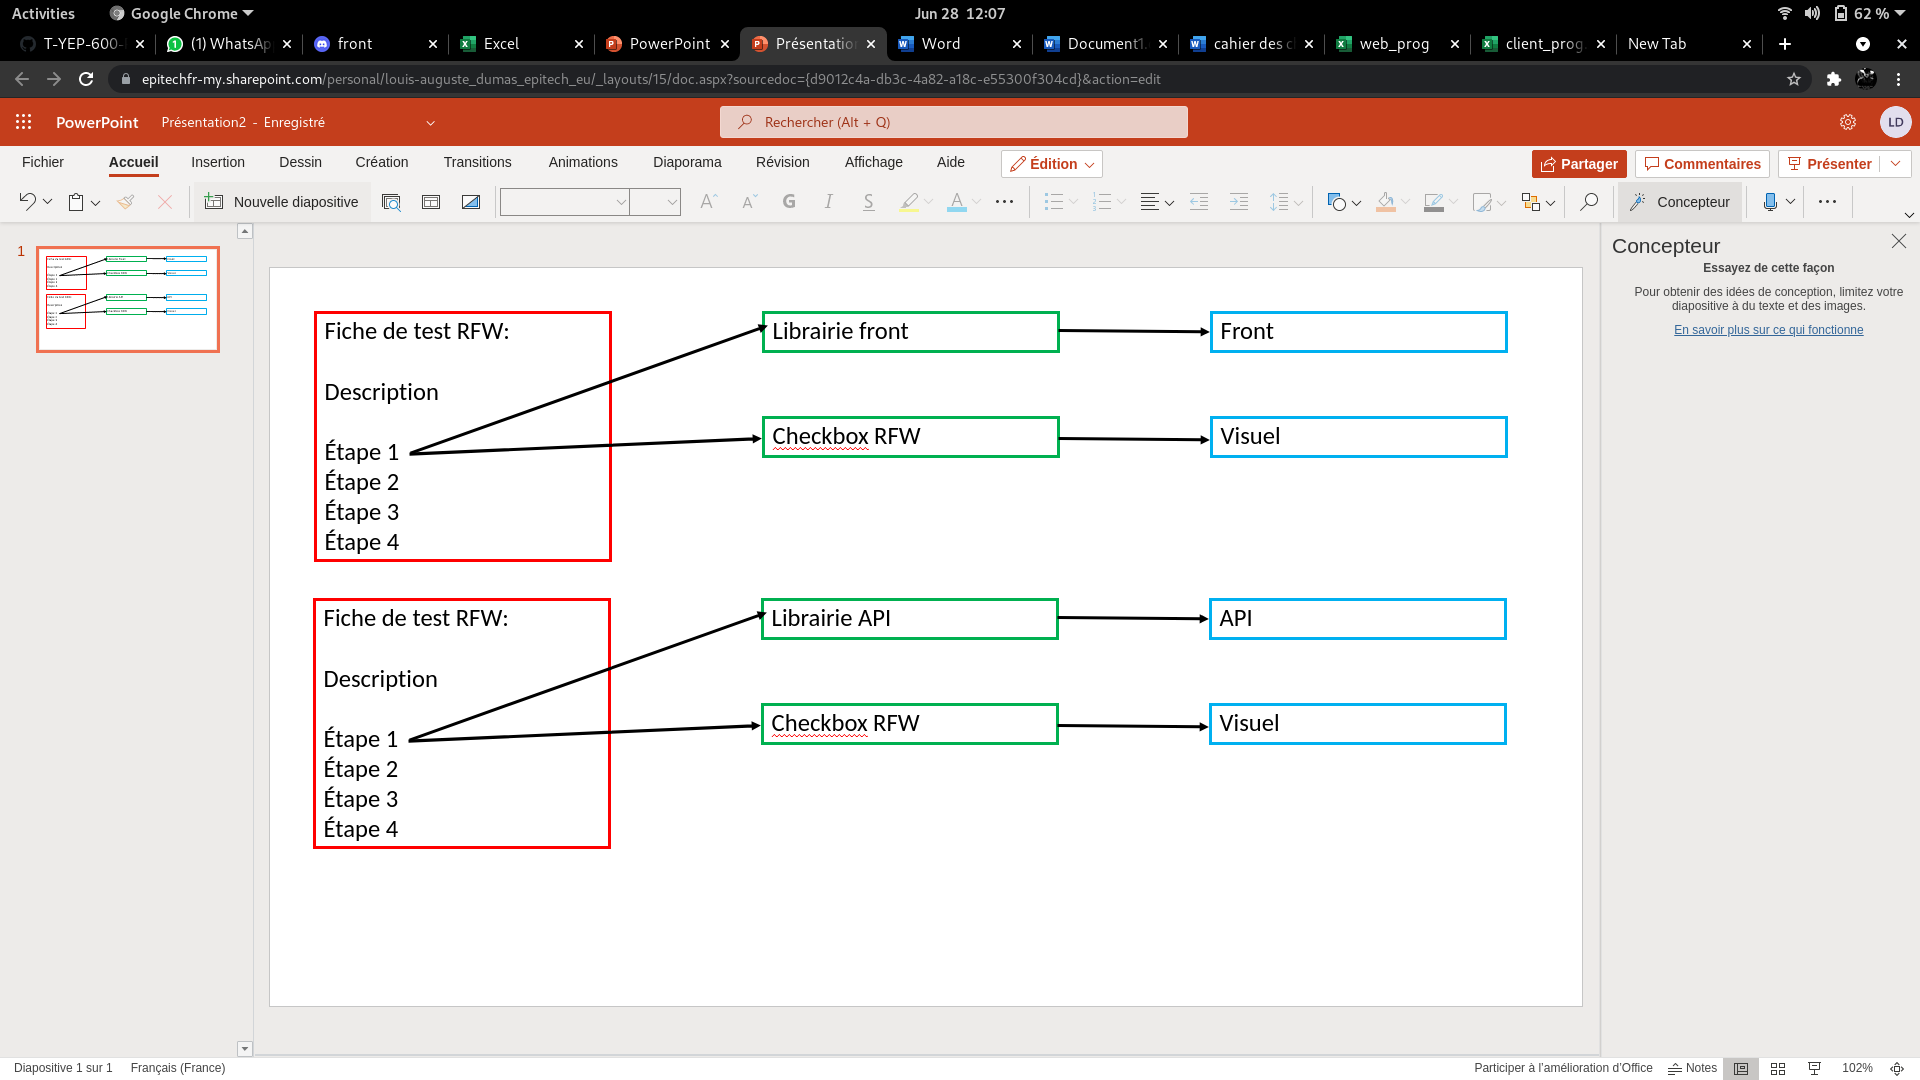 Activities
Google Chrome
Jun 28 12:07
62 %
T-YEP-600-
(1) WhatsAp
front
Excel
PowerPoint
Présentatio
Word
Document1.
cahier des c
web_prog
client_prog.
New Tab
epitechfr-my.sharepoint.com/personal/louis-auguste_dumas_epitech_eu/_layouts/15/doc.aspx?sourcedoc={d9012c4a-db3c-4a82-a18c-e55300f304cd}&action=edit
PowerPoint
Présentation2 - Enregistré
Rechercher (Alt + Q)
LD
Fichier
Accueil
Insertion
Dessin
Création
Transitions
Animations
Diaporama
Révision
Affichage
Aide
Édition
Partager
Commentaires
Présenter
Nouvelle diapositive
G
I
S
Concepteur
1
Fiche de test RFW:
Description
Étape 1
Étape 2
Étape 3
Étape 4
Librairie front
Front
Checkbox RFW
Visuel
Fiche de test RFW:
Description
Étape 1
Étape 2
Étape 3
Étape 4
Librairie API
API
Checkbox RFW
Visuel
Concepteur
Essayez de cette façon
Pour obtenir des idées de conception, limitez votre
diapositive à du texte et des images.
En savoir plus sur ce qui fonctionne
Diapositive 1 sur 1
Français (France)
Participer à l'amélioration d'Office
Notes
102%